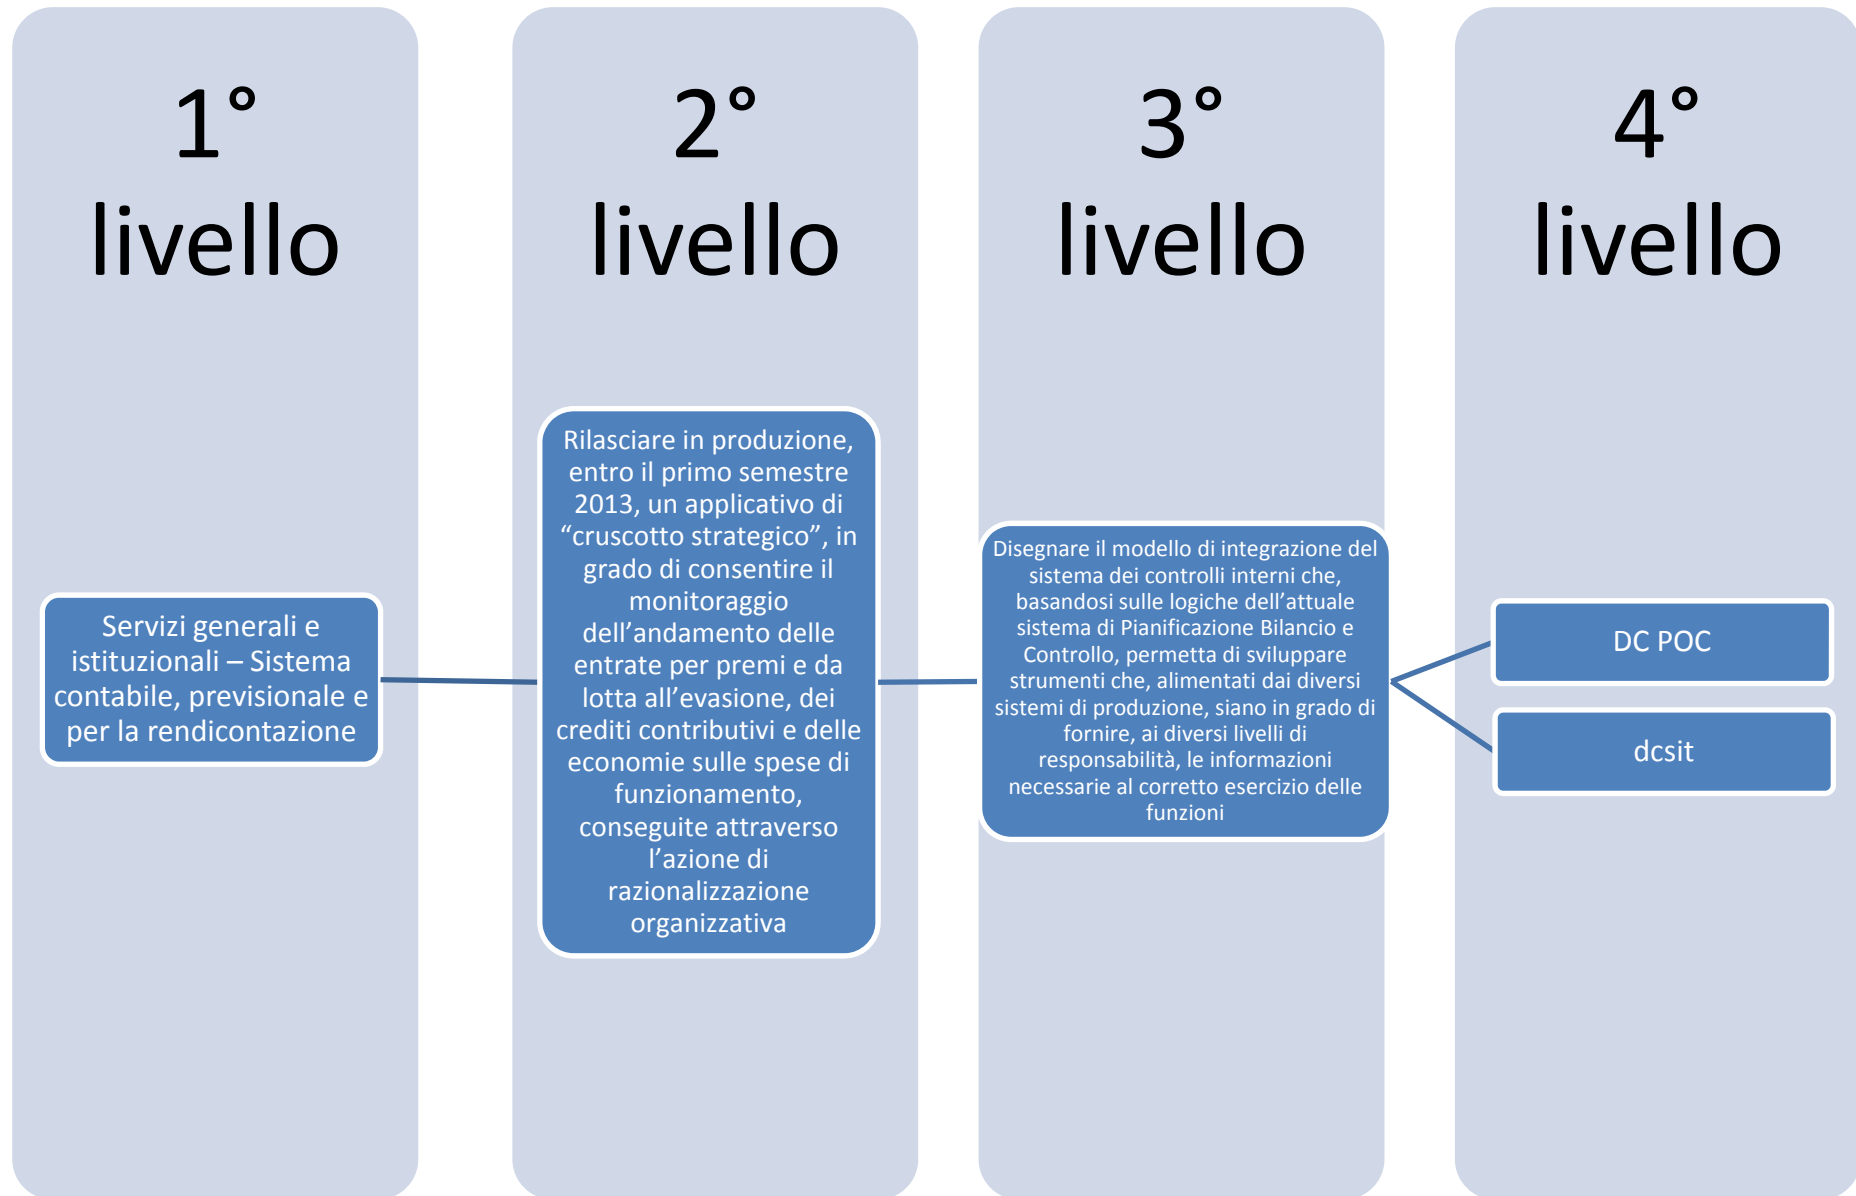 1°
livello
2°
livello
3°
livello
4°
livello
Servizi generali e
istituzionali – Sistema
contabile, previsionale e
per la rendicontazione
Rilasciare in produzione,
entro il primo semestre
2013, un applicativo di
“cruscotto strategico”, in
grado di consentire il
monitoraggio
dell’andamento delle
entrate per premi e da
lotta all’evasione, dei
crediti contributivi e delle
economie sulle spese di
funzionamento,
conseguite attraverso
l’azione di
razionalizzazione
organizzativa
Disegnare il modello di integrazione del
sistema dei controlli interni che,
basandosi sulle logiche dell’attuale
sistema di Pianificazione Bilancio e
Controllo, permetta di sviluppare
strumenti che, alimentati dai diversi
sistemi di produzione, siano in grado di
fornire, ai diversi livelli di
responsabilità, le informazioni
necessarie al corretto esercizio delle
funzioni
DC POC
dcsit